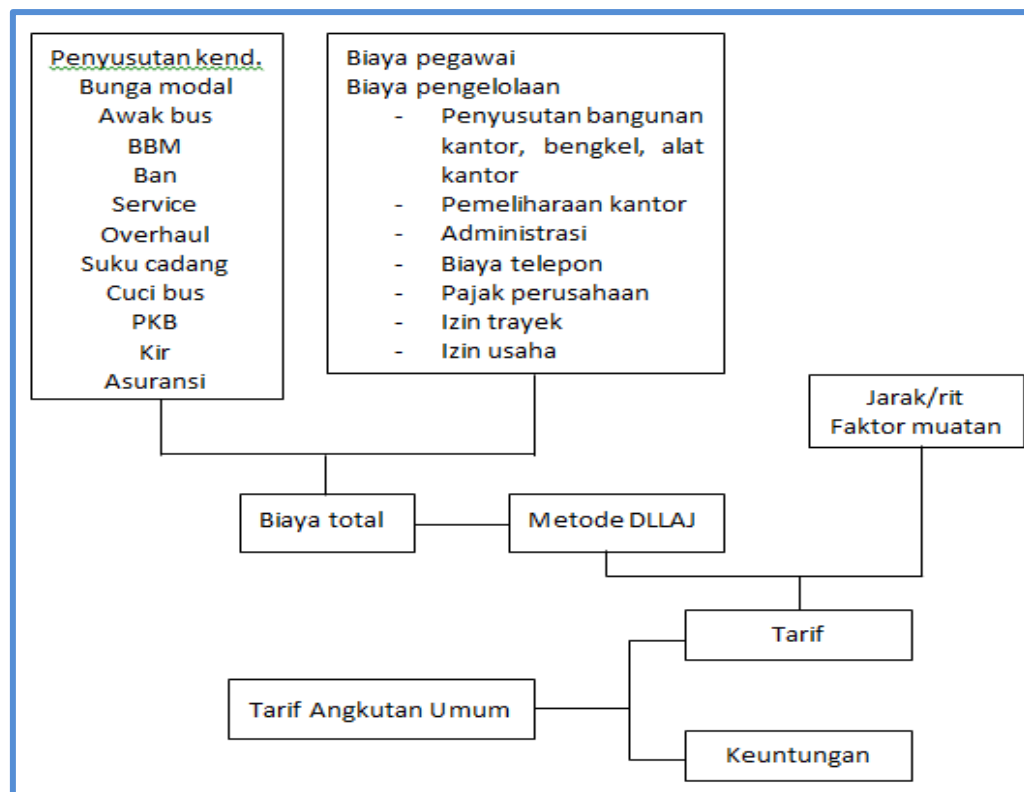 Penyusutan kend.
Bunga modal
Awak bus
BBM
Ban
Service
Overhaul
Suku cadang
Cuci bus
PKB
Kir
Asuransi
Biaya pegawai
Biaya pengelolaan
- Penyusutan bangunan
kantor, bengkel, alat
kantor
- Pemeliharaan kantor
- Administrasi
- Biaya telepon
- Pajak perusahaan
- Izin trayek
- Izin usaha
Jarak/rit
Faktor muatan
Biaya total
Metode DLLAJ
Tarif
Tarif Angkutan Umum
Keuntungan